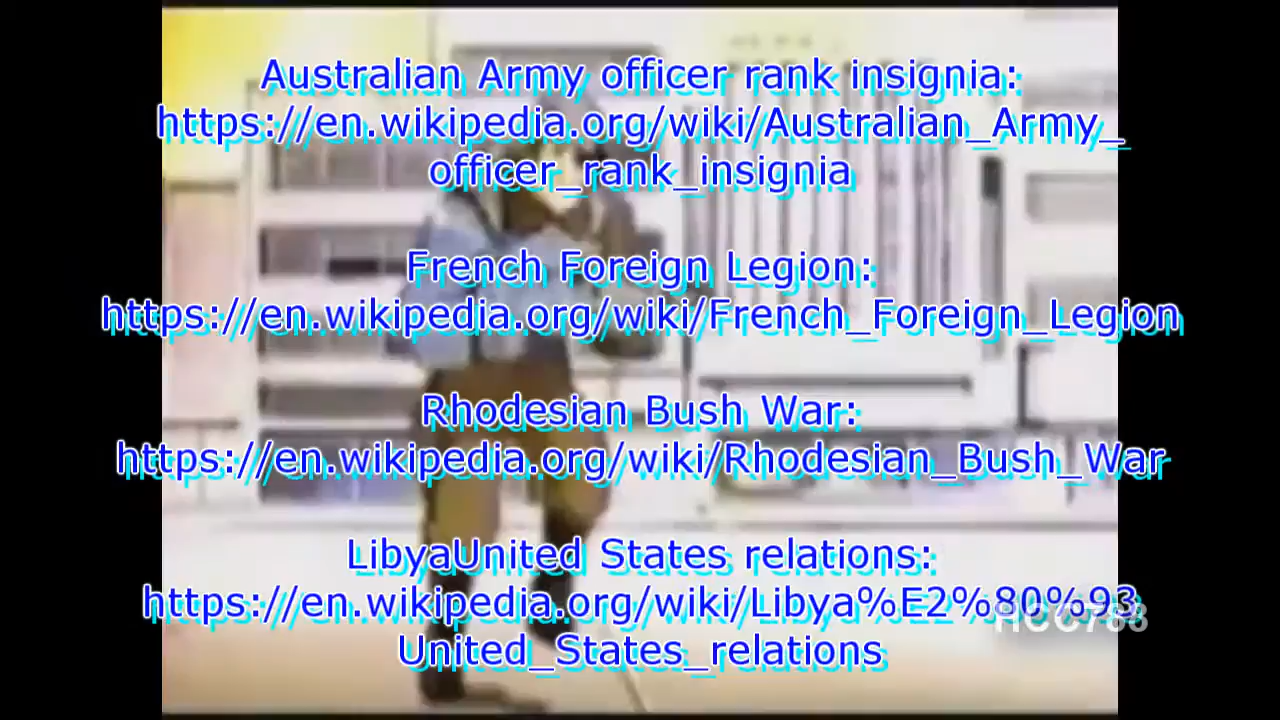 Australian Army officer rank insignia:
https://en.wikipedia.org/wiki/Australian_Army_
officer_rank_insignia
French Foreign Legion:
https://en.wikipedia.org/wiki/French_Foreign_Legion
Rhodesian Bush War:
https://en.wikipedia.org/wiki/Rhodesian_Bush_War
LibyaUnited States relations:
https://en.wikipedia.org/wiki/Libya%E2%80%93
HCC788
United_States_relations